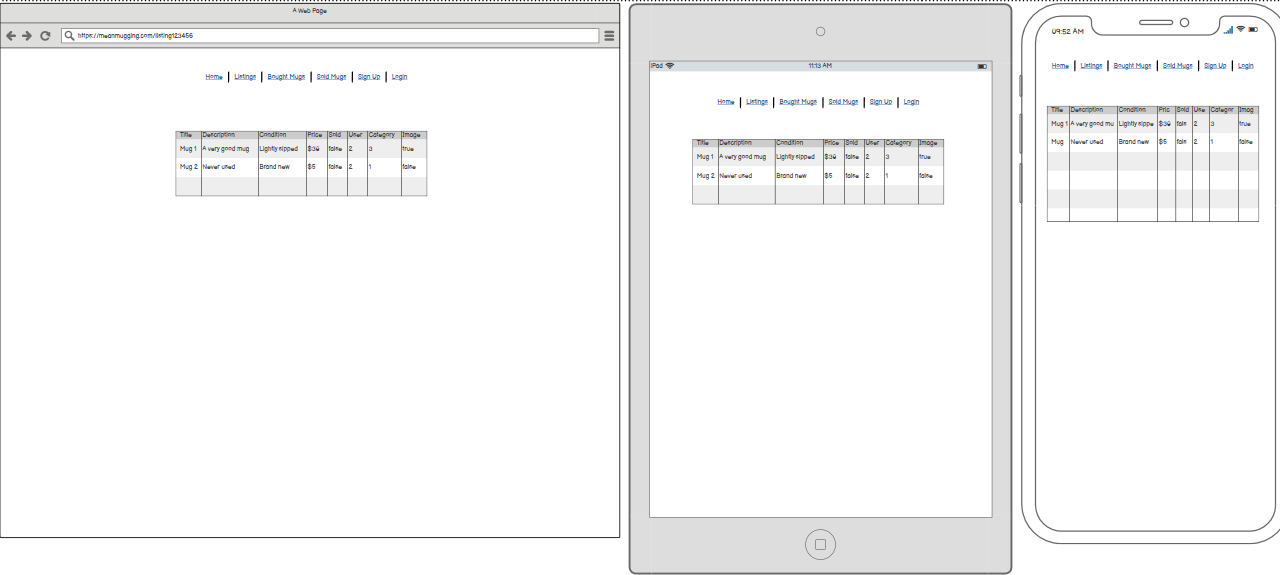 A Web Page
https://meanmugging.com/listing123456
Home Listings Bought Mugs Sold Mugs Sign Up Login
Title Description Condition Price Sold User Category Image
Mug 1 A very good mug Lightly sipped $30 false 2 3 true
Mug 2 Never used Brand new $5 false 2 1 false
iPad 11:13 AM
Home Listings Bought Mugs Sold Mugs Sign Up Login
Title Description Condition Price Sold User Category Image
Mug 1 A very good mug Lightly sipped $30 false 2 3 true
Mug 2 Never used Brand new $5 false 2 1 false
09:52 AM
Home Listings Bought Mugs Sold Mugs Sign Up Login
Title Description Condition Pric Sold Use Categor Imag
Mug 1 A very good mu Lightly sippe $30 fals 2 3 true
Mug Never used Brand new $5 fals 2 1 false